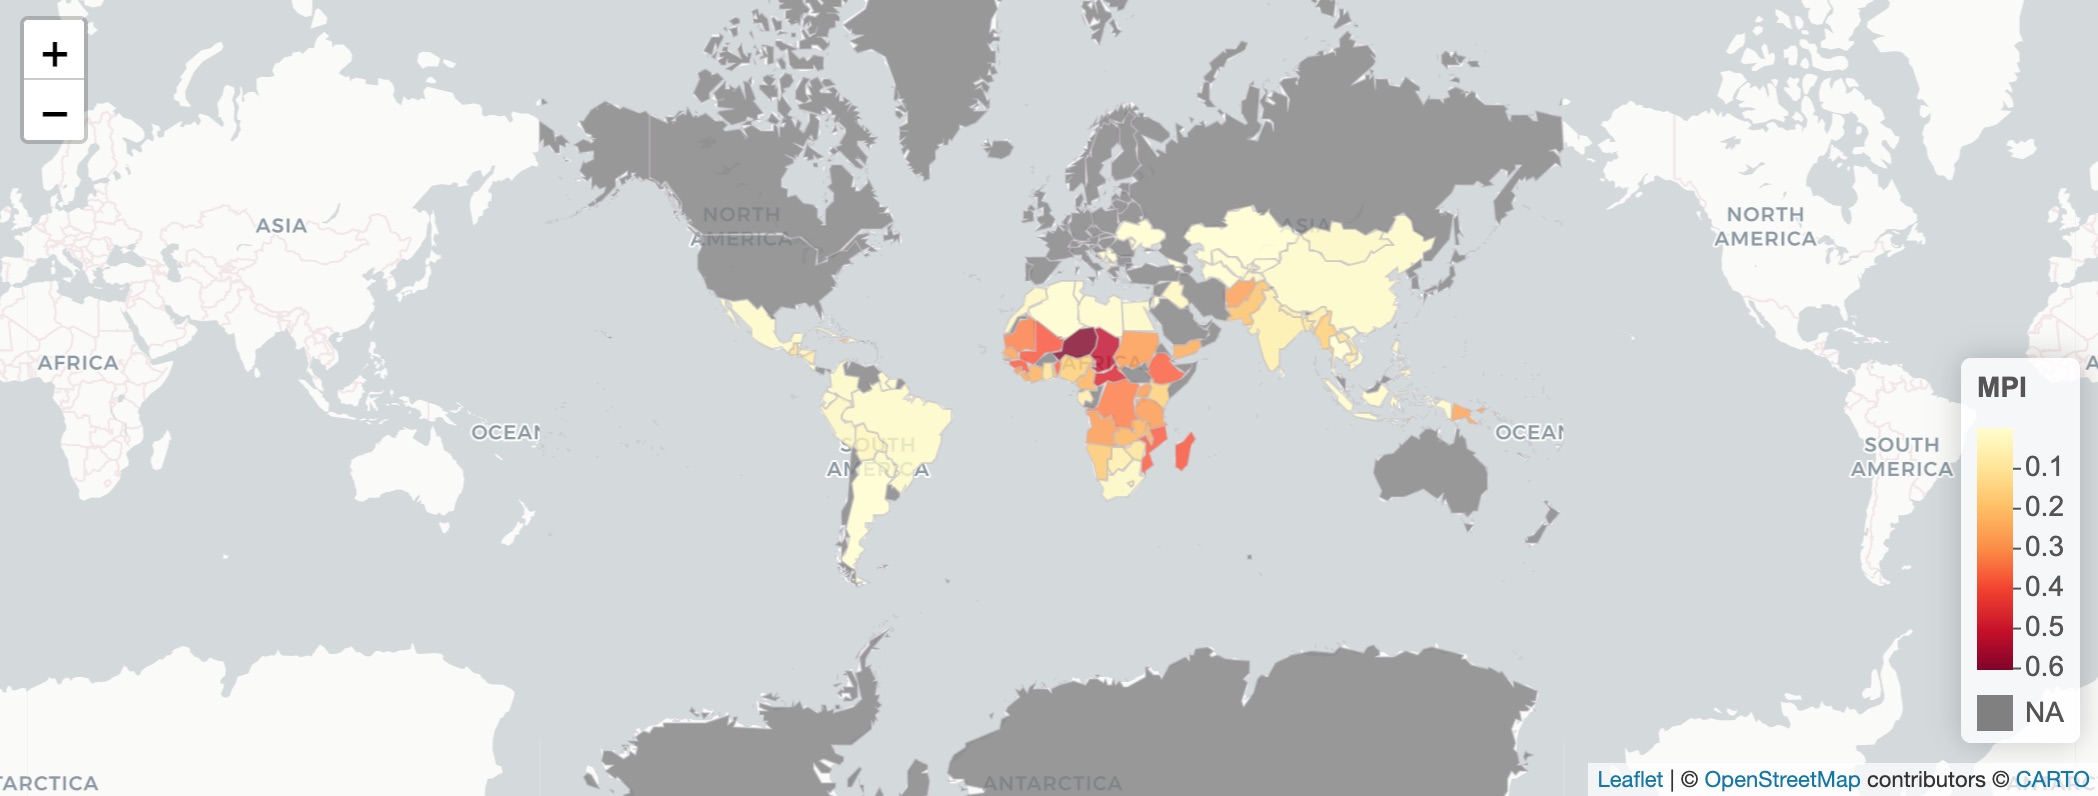 +
−
ASIA
AFRICA
OCEAN
TARCTICA
NORTH
AMERICA
SOUTH
AMERICA
AFRICA
ASIA
OCEAN
ANTARCTICA
NORTH
AMERICA
SOUTH
AMERICA
A
MPI
0.1
0.2
0.3
0.4
0.5
0.6
NA
Leaflet | © OpenStreetMap contributors © CARTO